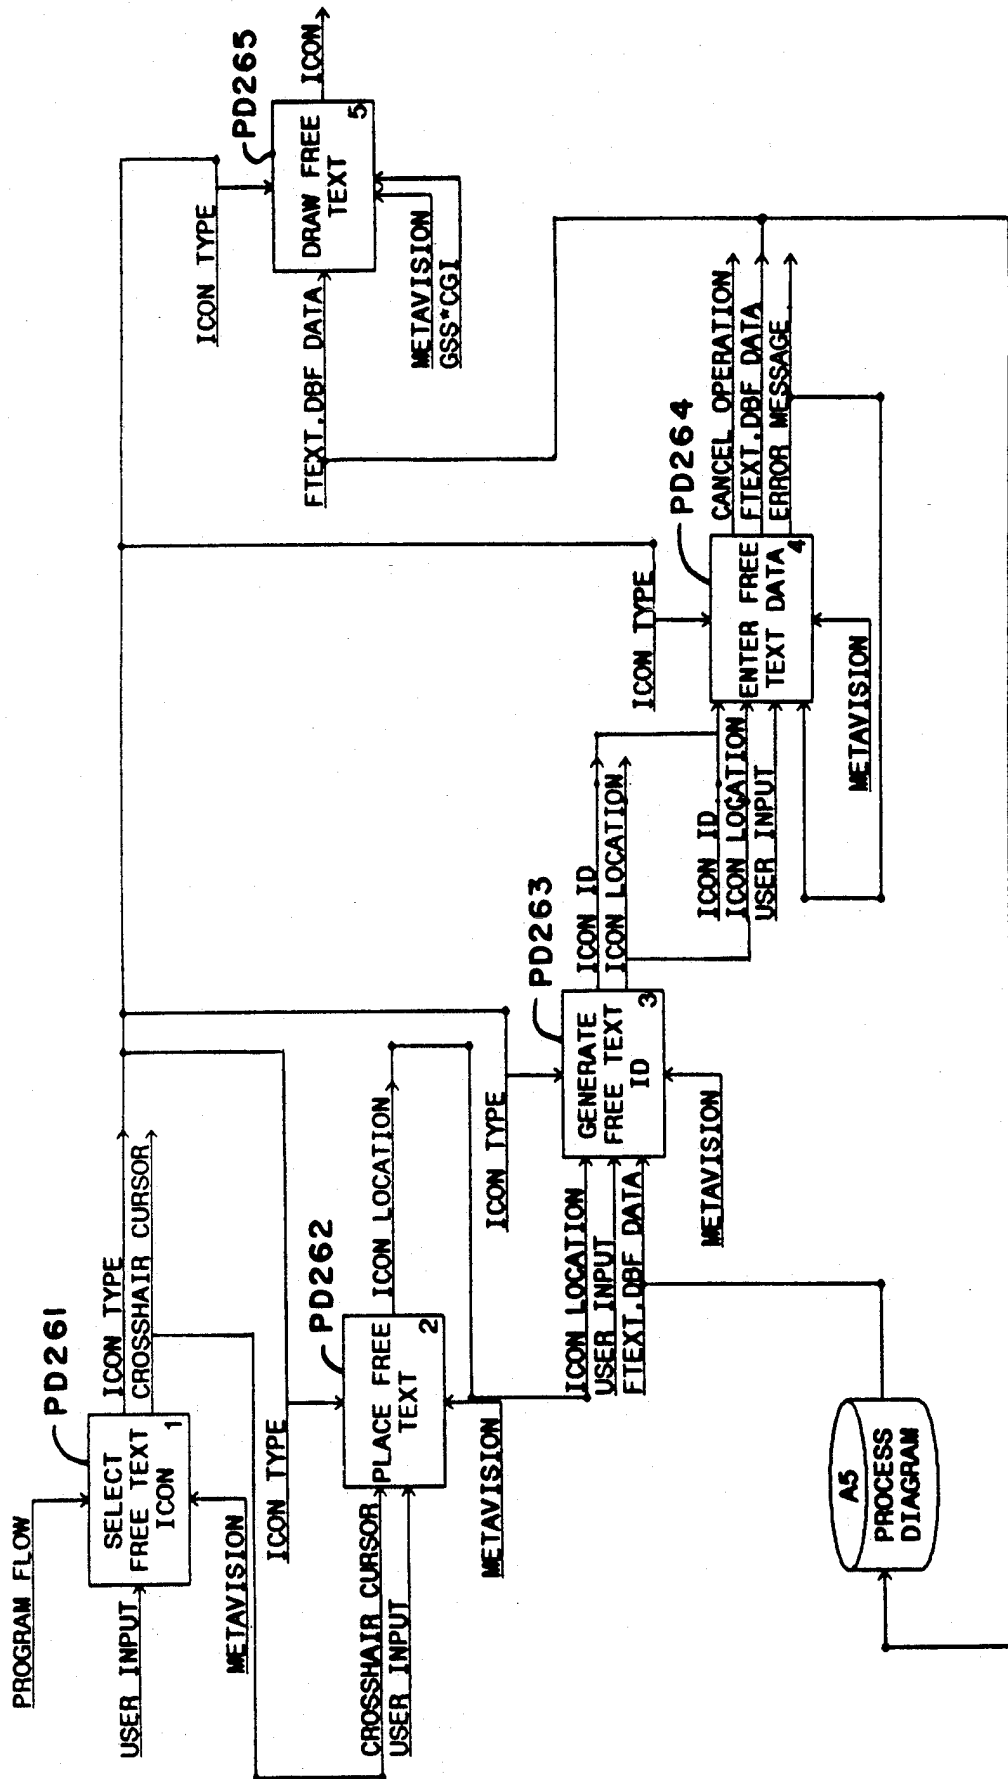 PROGRAM FLOW
USER INPUT
SELECT
FREE TEXT
ICON
1
PD261
METAVISION
ICON TYPE
CROSSHAIR CURSOR
ICON TYPE
CROSSHAIR CURSOR
USER INPUT
PLACE FREE
TEXT
2
PD262
METAVISION
ICON LOCATION
ICON TYPE
ICON LOCATION
USER INPUT
FTEXT.DBF DATA
GENERATE
FREE TEXT
ID
3
PD263
METAVISION
ICON ID
ICON LOCATION
ICON TYPE
ICON ID
ICON LOCATION
USER INPUT
ENTER FREE
TEXT DATA
4
PD264
METAVISION
CANCEL OPERATION
FTEXT.DBF DATA
ERROR MESSAGE
ICON TYPE
FTEXT.DBF DATA
DRAW FREE
TEXT
5
PD265
METAVISION
GSS*CGI
ICON
A5
PROCESS
DIAGRAM